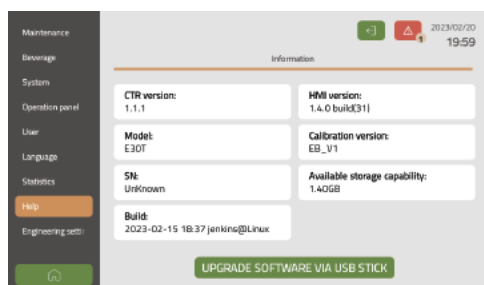 Maintenance
Beverage
System
Operation panel
User
Language
Statistics
Help
Engineering setti
1
2023/02/20
19:59
Information
CTR version:
1.1.1
HMI version:
1.4.0 build(31)
Model:
E30T
Calibration version:
EB_V1
SN:
UnKnown
Available storage capability:
1.40GB
Build:
2023-02-15 18:37 jenkins@Linux
UPGRADE SOFTWARE VIA USB STICK